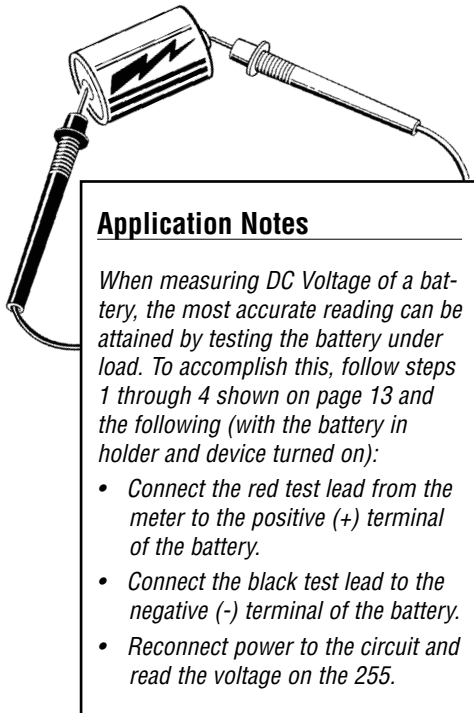 Application Notes
When measuring DC Voltage of a bat-
tery, the most accurate reading can be
attained by testing the battery under
load. To accomplish this, follow steps
1 through 4 shown on page 13 and
the following (with the battery in
holder and device turned on):
• Connect the red test lead from the
meter to the positive (+) terminal
of the battery.
• Connect the black test lead to the
negative (-) terminal of the battery.
• Reconnect power to the circuit and
read the voltage on the 255.